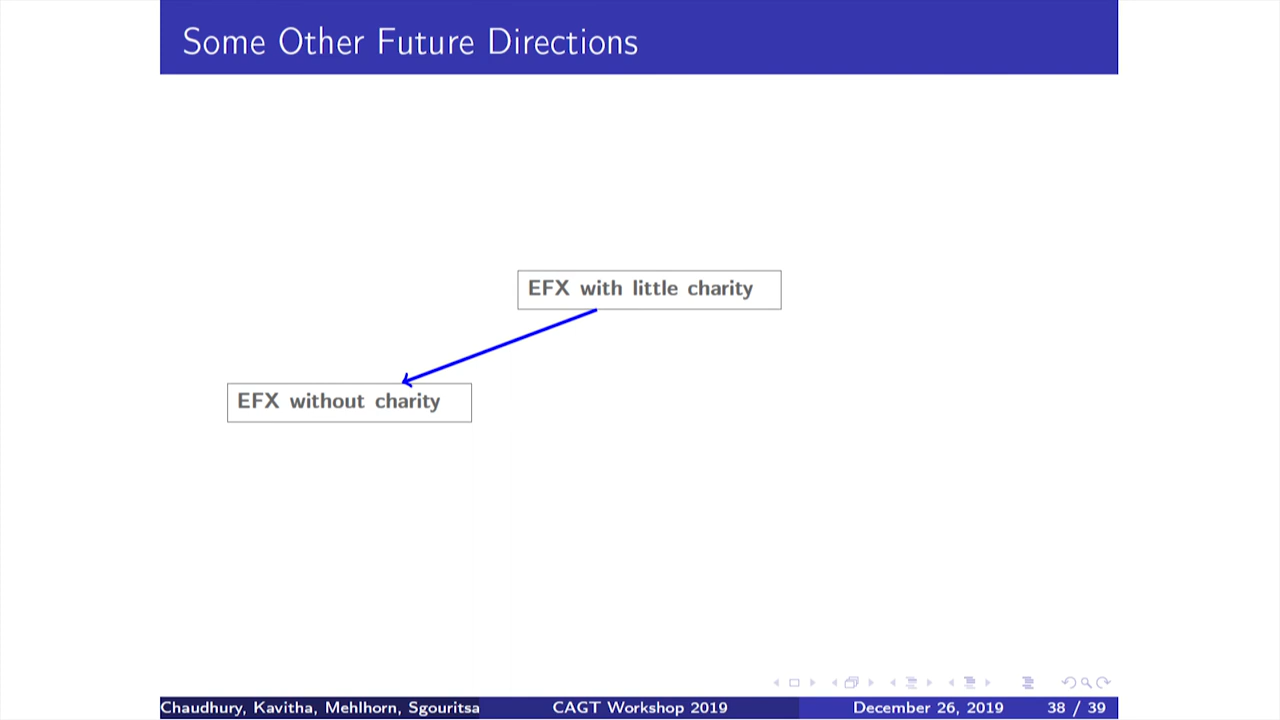 Some Other Future Directions
EFX with little charity
EFX without charity
Chaudhury, Kavitha, Mehlhorn, Sgouritsa CAGT Workshop 2019 December 26, 2019 38 / 39